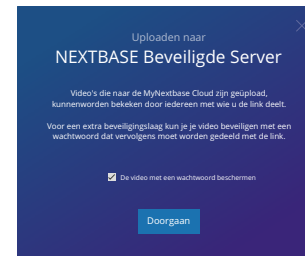 Uploaden naar
NEXTBASE Beveiligde Server
Video's die naar de MyNextbase Cloud zijn geüpload,
kunnenworden bekeken door iedereen met wie u de link deelt.
Voor een extra beveiligingslaag kun je je video beveiligen met een
wachtwoord dat vervolgens moet worden gedeeld met de link.
De video met een wachtwoord beschermen
Doorgaan